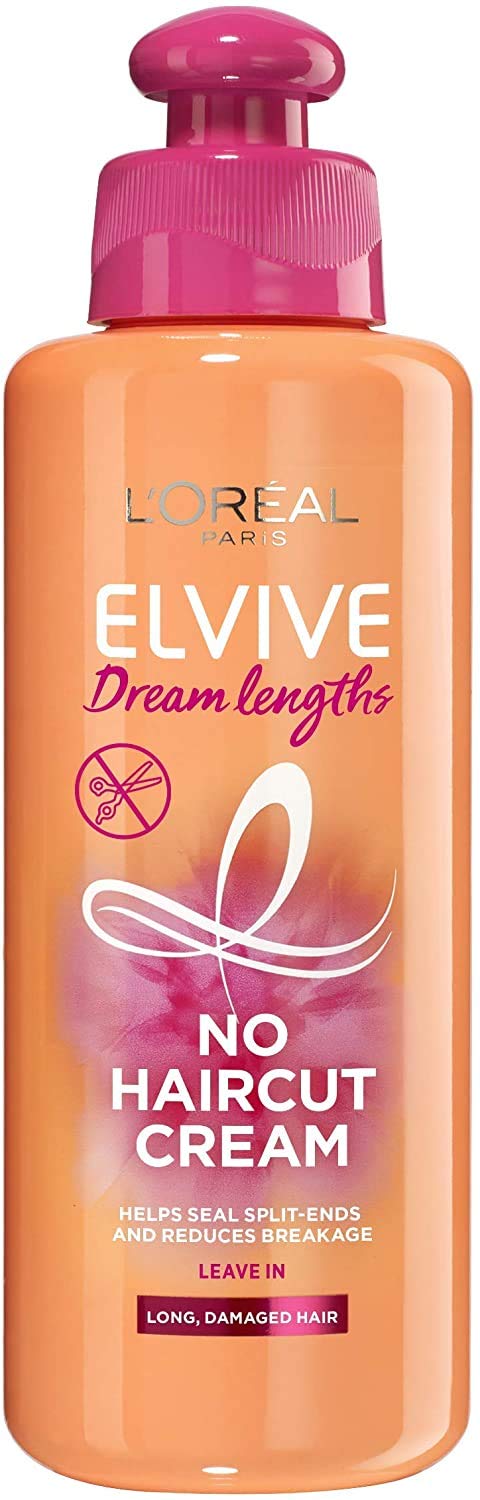 L'ORÉAL
PARIS
ELVIVE
Dream lengths
NO
HAIRCUT
CREAM
HELPS SEAL SPLIT-ENDS
AND REDUCES BREAKAGE
LEAVE IN
LONG, DAMAGED HAIR